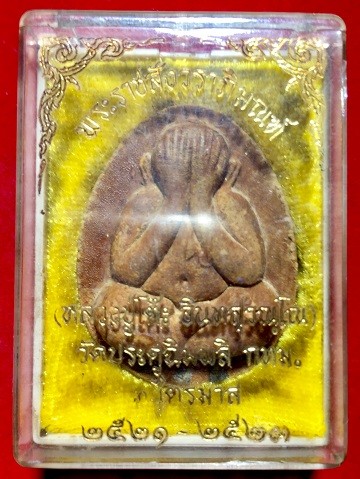 พระราชสังวราภิมณฑ์
(หลวงปู่โต๊ะ อินทสุวณฺโณ)
วัดประดู่ฉิมพลี กทม.
ไตรมาส
๒๕๒๑ - ๒๕๒๓